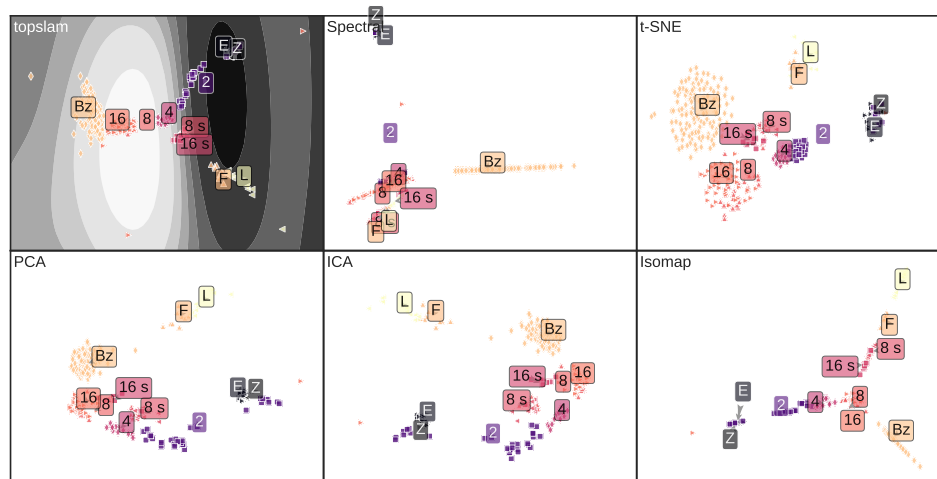 topslam
E Z
2
Bz
16 8 4
8 s
16 s
F L
Z
Spectra
E
2
Bz
4
16
8
16 s
L
F
t-SNE
L
F
Bz
Z
8 s
16 s
2
E
4
16 8
PCA
L
F
Bz
E Z
16 s
16 8
8 s
4
2
ICA
L
F
Bz
16 s 8 16
8 s
E
4
Z
2
Isomap
L
F
8 s
16 s
E
8
2 4
16
Bz
Z